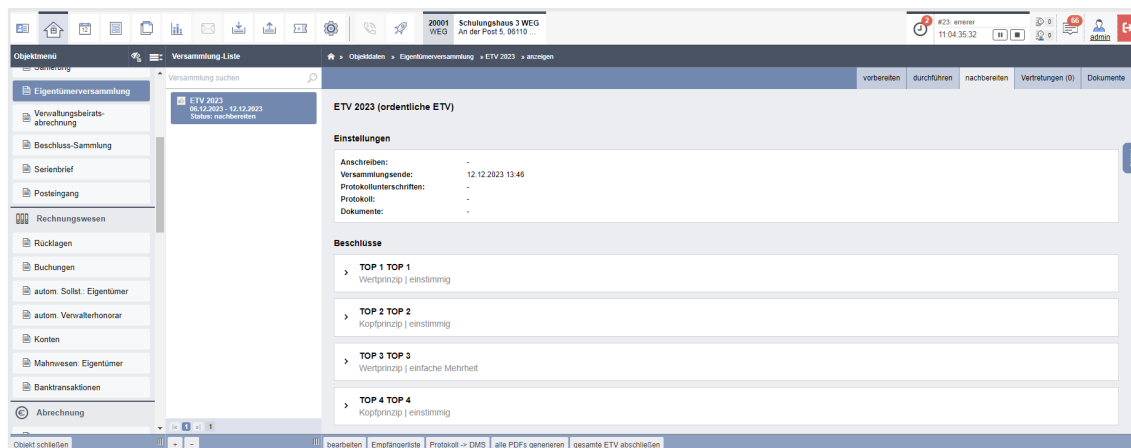 20001
WEG
Schulungshaus 3 WEG
An der Post 5, 06110 ...
2
#23: errerer
11:04:35:32
0
0
66
admin
Objektmenü
Versammlung-Liste
» Objektdaten » Eigentümerversammlung » ETV 2023 » anzeigen
Sanierung
Eigentümerversammlung
Verwaltungsbeirats-
abrechnung
Beschluss-Sammlung
Serienbrief
Posteingang
Rechnungswesen
Rücklagen
Buchungen
autom. Sollst.: Eigentümer
autom. Verwalterhonorar
Konten
Mahnwesen: Eigentümer
Banktransaktionen
Abrechnung
Objekt schließen
Versammlung suchen
ETV 2023
06.12.2023 - 12.12.2023
Status: nachbereiten
1
1
+ -
vorbereiten durchführen nachbereiten Vertretungen (0) Dokumente
ETV 2023 (ordentliche ETV)
Einstellungen
Anschreiben: -
Versammlungsende: 12.12.2023 13:46
Protokollunterschriften: -
Protokoll: -
Dokumente: -
Beschlüsse
TOP 1 TOP 1
Wertprinzip | einstimmig
TOP 2 TOP 2
Kopfprinzip | einstimmig
TOP 3 TOP 3
Wertprinzip | einfache Mehrheit
TOP 4 TOP 4
Kopfprinzip | einstimmig
bearbeiten Empfängerliste Protokoll -> DMS alle PDFs generieren gesamte ETV abschließen